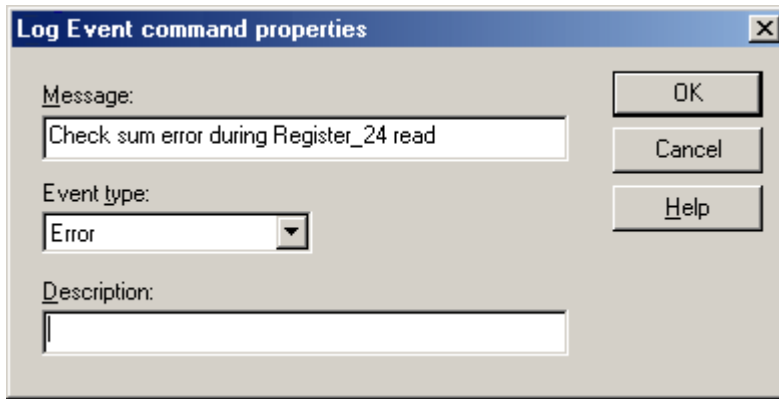 Log Event command properties
Message:
Check sum error during Register_24 read
Event type:
Error
Description:
OK
Cancel
Help